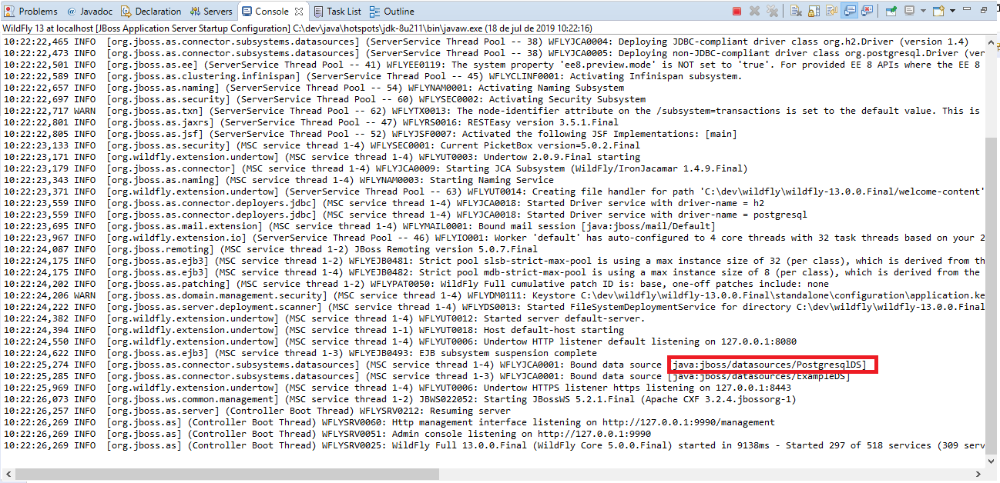 Problems @ Javadoc Declaration Servers Console Task List Outline
WildFly 13 at localhost [JBoss Application Server Startup Configuration] C:\dev\java\hotspots\jdk-8u211\bin\javaw.exe (18 de jul de 2019 10:22:16)
10:22:22,465 INFO [org.jboss.as.connector.subsystems.datasources] (ServerService Thread Pool -- 38) WFLYJCA0004: Deploying JDBC-compliant driver class org.h2.Driver (version 1.4)
10:22:22,473 INFO [org.jboss.as.connector.subsystems.datasources] (ServerService Thread Pool -- 38) WFLYJCA0005: Deploying non-JDBC-compliant driver class org.postgresql.Driver (ver
10:22:22,501 INFO [org.jboss.as.ee] (ServerService Thread Pool -- 41) WFLYEE0119: The system property 'ee8.preview.mode' is NOT set to 'true'. For provided EE 8 APIs where the EE 8
10:22:22,589 INFO [org.jboss.as.clustering.infinispan] (ServerService Thread Pool -- 45) WFLYCLINF0001: Activating Infinispan subsystem.
10:22:22,657 INFO [org.jboss.as.naming] (ServerService Thread Pool -- 54) WFLYNAM0001: Activating Naming Subsystem
10:22:22,697 INFO [org.jboss.as.security] (ServerService Thread Pool -- 60) WFLYSEC0002: Activating Security Subsystem
10:22:22,717 WARN [org.jboss.as.txn] (ServerService Thread Pool -- 62) WFLYTX0013: The node-identifier attribute on the /subsystem=transactions is set to the default value. This is
10:22:22,801 INFO [org.jboss.as.jaxrs] (ServerService Thread Pool -- 47) WFLYRS0016: RESTEasy version 3.5.1.Final
10:22:22,805 INFO [org.jboss.as.jsf] (ServerService Thread Pool -- 52) WFLYJSF0007: Activated the following JSF Implementations: [main]
10:22:23,133 INFO [org.jboss.as.security] (MSC service thread 1-4) WFLYSEC0001: Current PicketBox version=5.0.2.Final
10:22:23,171 INFO [org.wildfly.extension.undertow] (MSC service thread 1-4) WFLYUT0003: Undertow 2.0.9.Final starting
10:22:23,179 INFO [org.jboss.as.connector] (MSC service thread 1-4) WFLYJCA0009: Starting JCA Subsystem (WildFly/IronJacamar 1.4.9.Final)
10:22:23,343 INFO [org.jboss.as.naming] (MSC service thread 1-4) WFLYNAM0003: Starting Naming Service
10:22:23,371 INFO [org.wildfly.extension.undertow] (ServerService Thread Pool -- 63) WFLYUT0014: Creating file handler for path 'C:\dev\wildfly\wildfly-13.0.0.Final/welcome-content'
10:22:23,559 INFO [org.jboss.as.connector.deployers.jdbc] (MSC service thread 1-4) WFLYJCA0018: Started Driver service with driver-name = h2
10:22:23,559 INFO [org.jboss.as.connector.deployers.jdbc] (MSC service thread 1-4) WFLYJCA0018: Started Driver service with driver-name = postgresql
10:22:23,695 INFO [org.jboss.as.mail.extension] (MSC service thread 1-4) WFLYMAIL0001: Bound mail session [java:jboss/mail/Default]
10:22:23,967 INFO [org.wildfly.extension.io] (ServerService Thread Pool -- 46) WFLYIO001: Worker 'default' has auto-configured to 4 core threads with 32 task threads based on your 2
10:22:24,087 INFO [org.jboss.remoting] (MSC service thread 1-2) JBoss Remoting version 5.0.7.Final
10:22:24,175 INFO [org.jboss.as.ejb3] (MSC service thread 1-2) WFLYEJB0481: Strict pool slsb-strict-max-pool is using a max instance size of 32 (per class), which is derived from th
10:22:24,175 INFO [org.jboss.as.ejb3] (MSC service thread 1-4) WFLYEJB0482: Strict pool mdb-strict-max-pool is using a max instance size of 8 (per class), which is derived from the
10:22:24,202 INFO [org.jboss.as.patching] (MSC service thread 1-2) WFLYPAT0050: WildFly Full cumulative patch ID is: base, one-off patches include: none
10:22:24,206 WARN [org.jboss.as.domain.management.security] (MSC service thread 1-4) WFLYDM0111: Keystore C:\dev\wildfly\wildfly-13.0.0.Final\standalone\configuration\application.ke
10:22:24,222 INFO [org.jboss.as.server.deployment.scanner] (MSC service thread 1-4) WFLYDS0013: Started FileSystemDeploymentService for directory C:\dev\wildfly\wildfly-13.0.0.Final
10:22:24,382 INFO [org.wildfly.extension.undertow] (MSC service thread 1-4) WFLYUT0012: Started server default-server.
10:22:24,394 INFO [org.wildfly.extension.undertow] (MSC service thread 1-1) WFLYUT0018: Host default-host starting
10:22:24,550 INFO [org.wildfly.extension.undertow] (MSC service thread 1-4) WFLYUT0006: Undertow HTTP listener default listening on 127.0.0.1:8080
10:22:24,622 INFO [org.jboss.as.ejb3] (MSC service thread 1-3) WFLYEJB0493: EJB subsystem suspension complete
10:22:25,274 INFO [org.jboss.as.connector.subsystems.datasources] (MSC service thread 1-4) WFLYJCA0001: Bound data source [java:jboss/datasources/PostgresqlDS]
10:22:25,285 INFO [org.jboss.as.connector.subsystems.datasources] (MSC service thread 1-3) WFLYJCA0001: Bound data source [java:jboss/datasources/ExampleDS]
10:22:25,969 INFO [org.wildfly.extension.undertow] (MSC service thread 1-4) WFLYUT0006: Undertow HTTPS listener https listening on 127.0.0.1:8443
10:22:26,073 INFO [org.jboss.ws.common.management] (MSC service thread 1-2) JBWS022052: Starting JBossWS 5.2.1.Final (Apache CXF 3.2.4.jbossorg-1)
10:22:26,257 INFO [org.jboss.as.server] (Controller Boot Thread) WFLYSRV0212: Resuming server
10:22:26,269 INFO [org.jboss.as] (Controller Boot Thread) WFLYSRV0060: Http management interface listening on http://127.0.0.1:9990/management
10:22:26,269 INFO [org.jboss.as] (Controller Boot Thread) WFLYSRV0051: Admin console listening on http://127.0.0.1:9990
10:22:26,269 INFO [org.jboss.as] (Controller Boot Thread) WFLYSRV0025: WildFly Full 13.0.0.Final (WildFly Core 5.0.0.Final) started in 9138ms - Started 297 of 518 services (309 serv